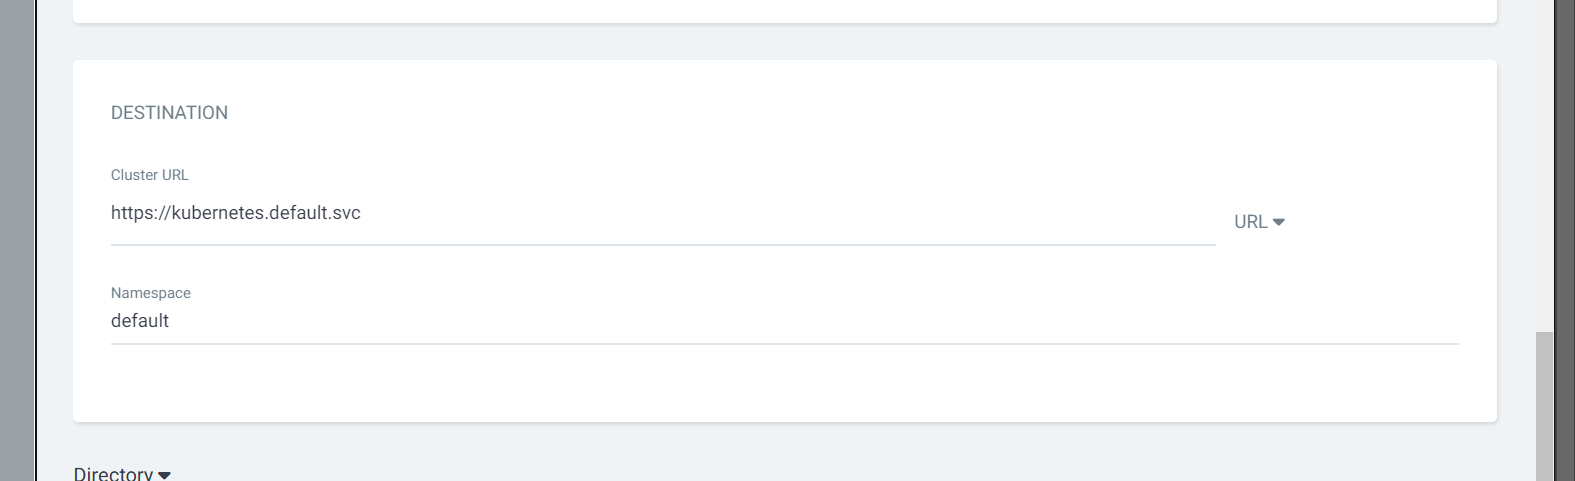 DESTINATION
Cluster URL
https://kubernetes.default.svc
URL
Namespace
default
Directory